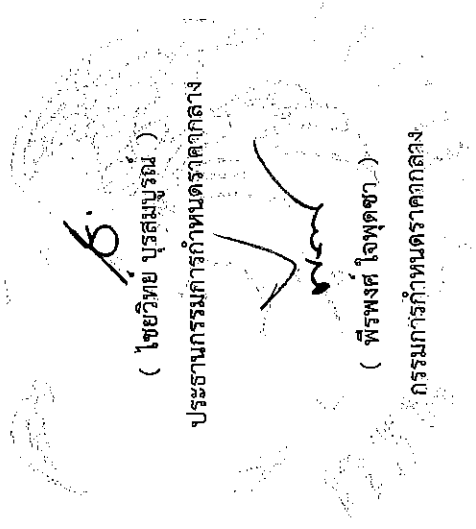 ( ไชยวิทย์ บุรสมบูรณ์ )
ประธานกรรมการกำหนดราคากลาง
( พีรพงศ์ ใจพุดซา )
กรรมการกำหนดราคากลาง